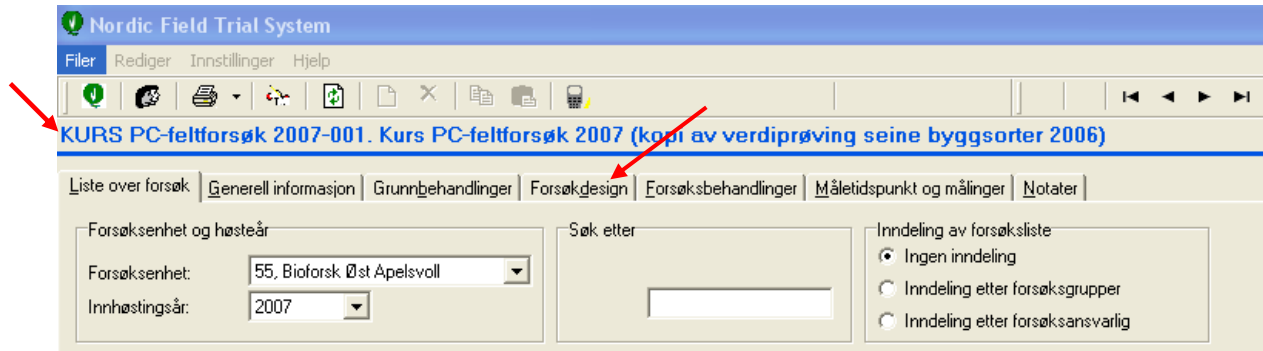 Nordic Field Trial System
Filer Rediger Innstillinger Hjelp
KURS PC-feltforsøk 2007-001. Kurs PC-feltforsøk 2007 (kopi av verdiprøving seine byggsorter 2006)
Liste over forsøk Generell informasjon Grunnbehandlinger Forsøkdesign Forsøksbehandlinger Måletidspunkt og målinger Notater
Forsøksenhet og høsteår Søk etter Inndeling av forsøksliste
Ingen inndeling
Forsøksenhet: 55, Bioforsk Øst Apelsvoll
Inndeling etter forsøksgrupper
Innhøstingsår: 2007
Inndeling etter forsøksansvarlig